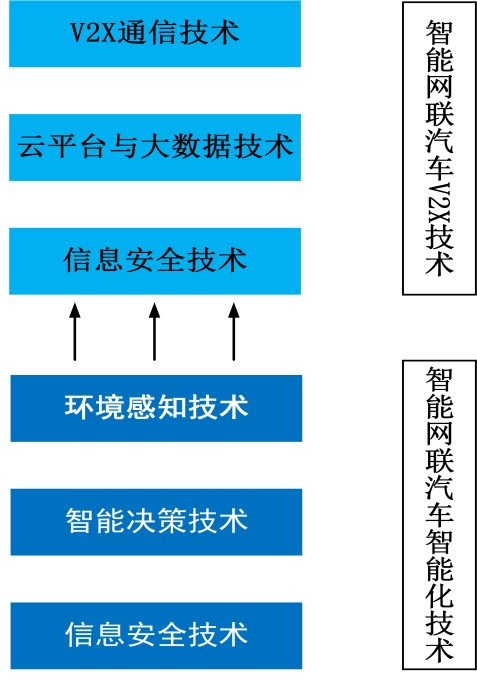 V2X通信技术
云平台与大数据技术
信息安全技术
智能网联汽车V2X技术
环境感知技术
智能决策技术
信息安全技术
智能网联汽车智能化技术